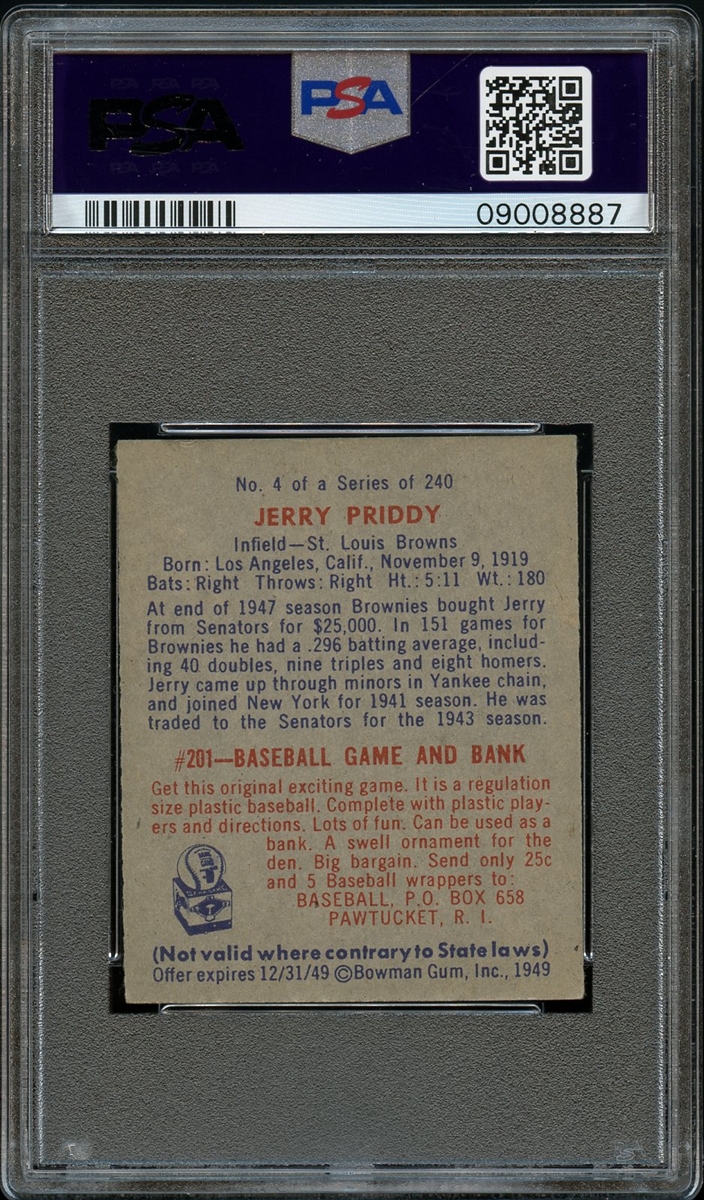 PSA PSA PSA
PSA
PSA
PSA PSA PSA
09008887
No. 4 of a Series of 240
JERRY PRIDDY
Infield—St. Louis Browns
Born: Los Angeles, Calif., November 9, 1919
Bats: Right Throws: Right Ht.: 5:11 Wt.: 180
At end of 1947 season Brownies bought Jerry
from Senators for $25,000. In 151 games for
Brownies he had a .296 batting average, includ-
ing 40 doubles, nine triples and eight homers.
Jerry came up through minors in Yankee chain,
and joined New York for 1941 season. He was
traded to the Senators for the 1943 season.
#201—BASEBALL GAME AND BANK
Get this original exciting game. It is a regulation
size plastic baseball. Complete with plastic play-
ers and directions. Lots of fun. Can be used as a
bank. A swell ornament for the
den. Big bargain. Send only 25c
and 5 Baseball wrappers to:
BASEBALL, P.O. BOX 658
PAWTUCKET, R. I.
(Not valid where contrary to State laws)
Offer expires 12/31/49 ©Bowman Gum, Inc., 1949